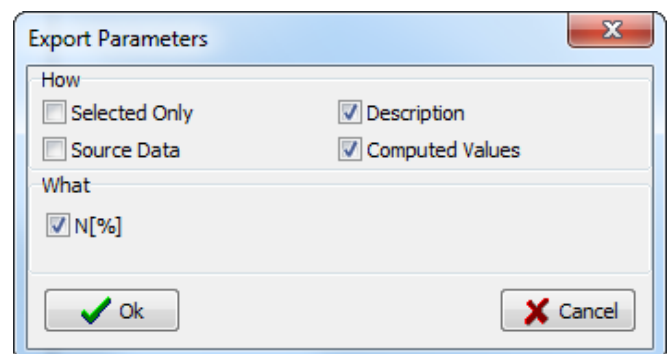 Export Parameters
How
Selected Only
Description
Source Data
Computed Values
What
N[%]
Ok
Cancel